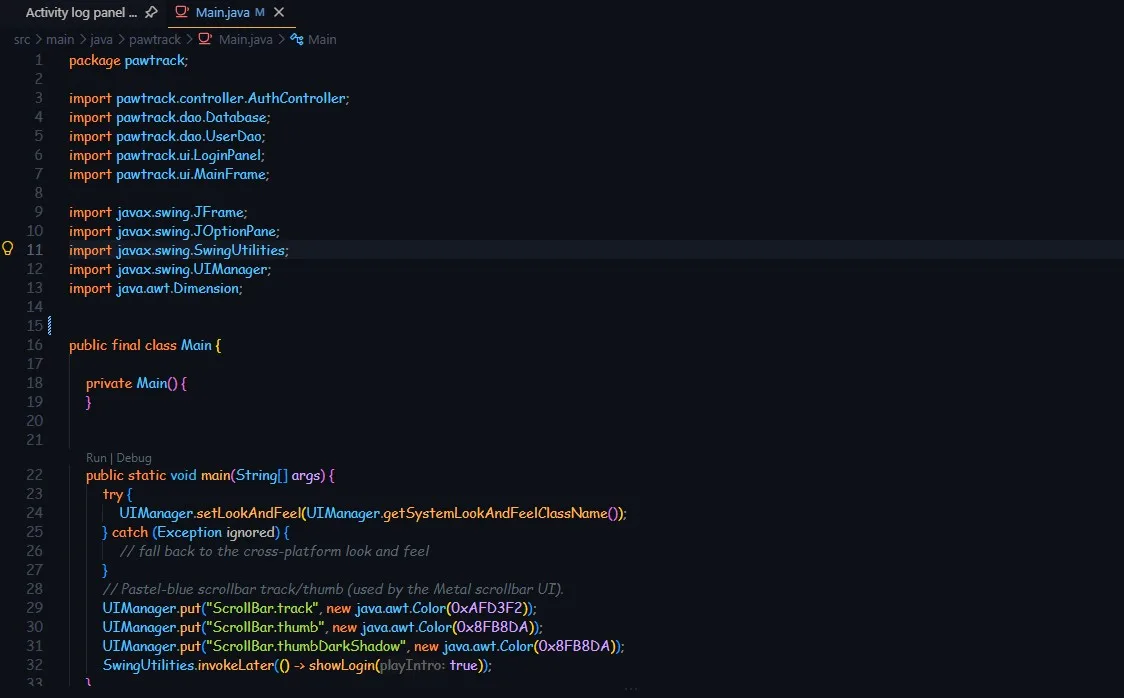 Activity log panel ...
Main.java M
src > main > java > pawtrack > Main.java > Main
1 package pawtrack;
2
3 import pawtrack.controller.AuthController;
4 import pawtrack.dao.Database;
5 import pawtrack.dao.UserDao;
6 import pawtrack.ui.LoginPanel;
7 import pawtrack.ui.MainFrame;
8
9 import javax.swing.JFrame;
10 import javax.swing.JOptionPane;
11 import javax.swing.SwingUtilities;
12 import javax.swing.UIManager;
13 import java.awt.Dimension;
14
15
16 public final class Main {
17
18 private Main() {
19 }
20
21
Run | Debug
22 public static void main(String[] args) {
23 try {
24 UIManager.setLookAndFeel(UIManager.getSystemLookAndFeelClassName());
25 } catch (Exception ignored) {
26 // fall back to the cross-platform look and feel
27 }
28 // Pastel-blue scrollbar track/thumb (used by the Metal scrollbar UI).
29 UIManager.put("ScrollBar.track", new java.awt.Color(0xAFD3F2));
30 UIManager.put("ScrollBar.thumb", new java.awt.Color(0x8FB8DA));
31 UIManager.put("ScrollBar.thumbDarkShadow", new java.awt.Color(0x8FB8DA));
32 SwingUtilities.invokeLater(() -> showLogin(playIntro: true));
33 }